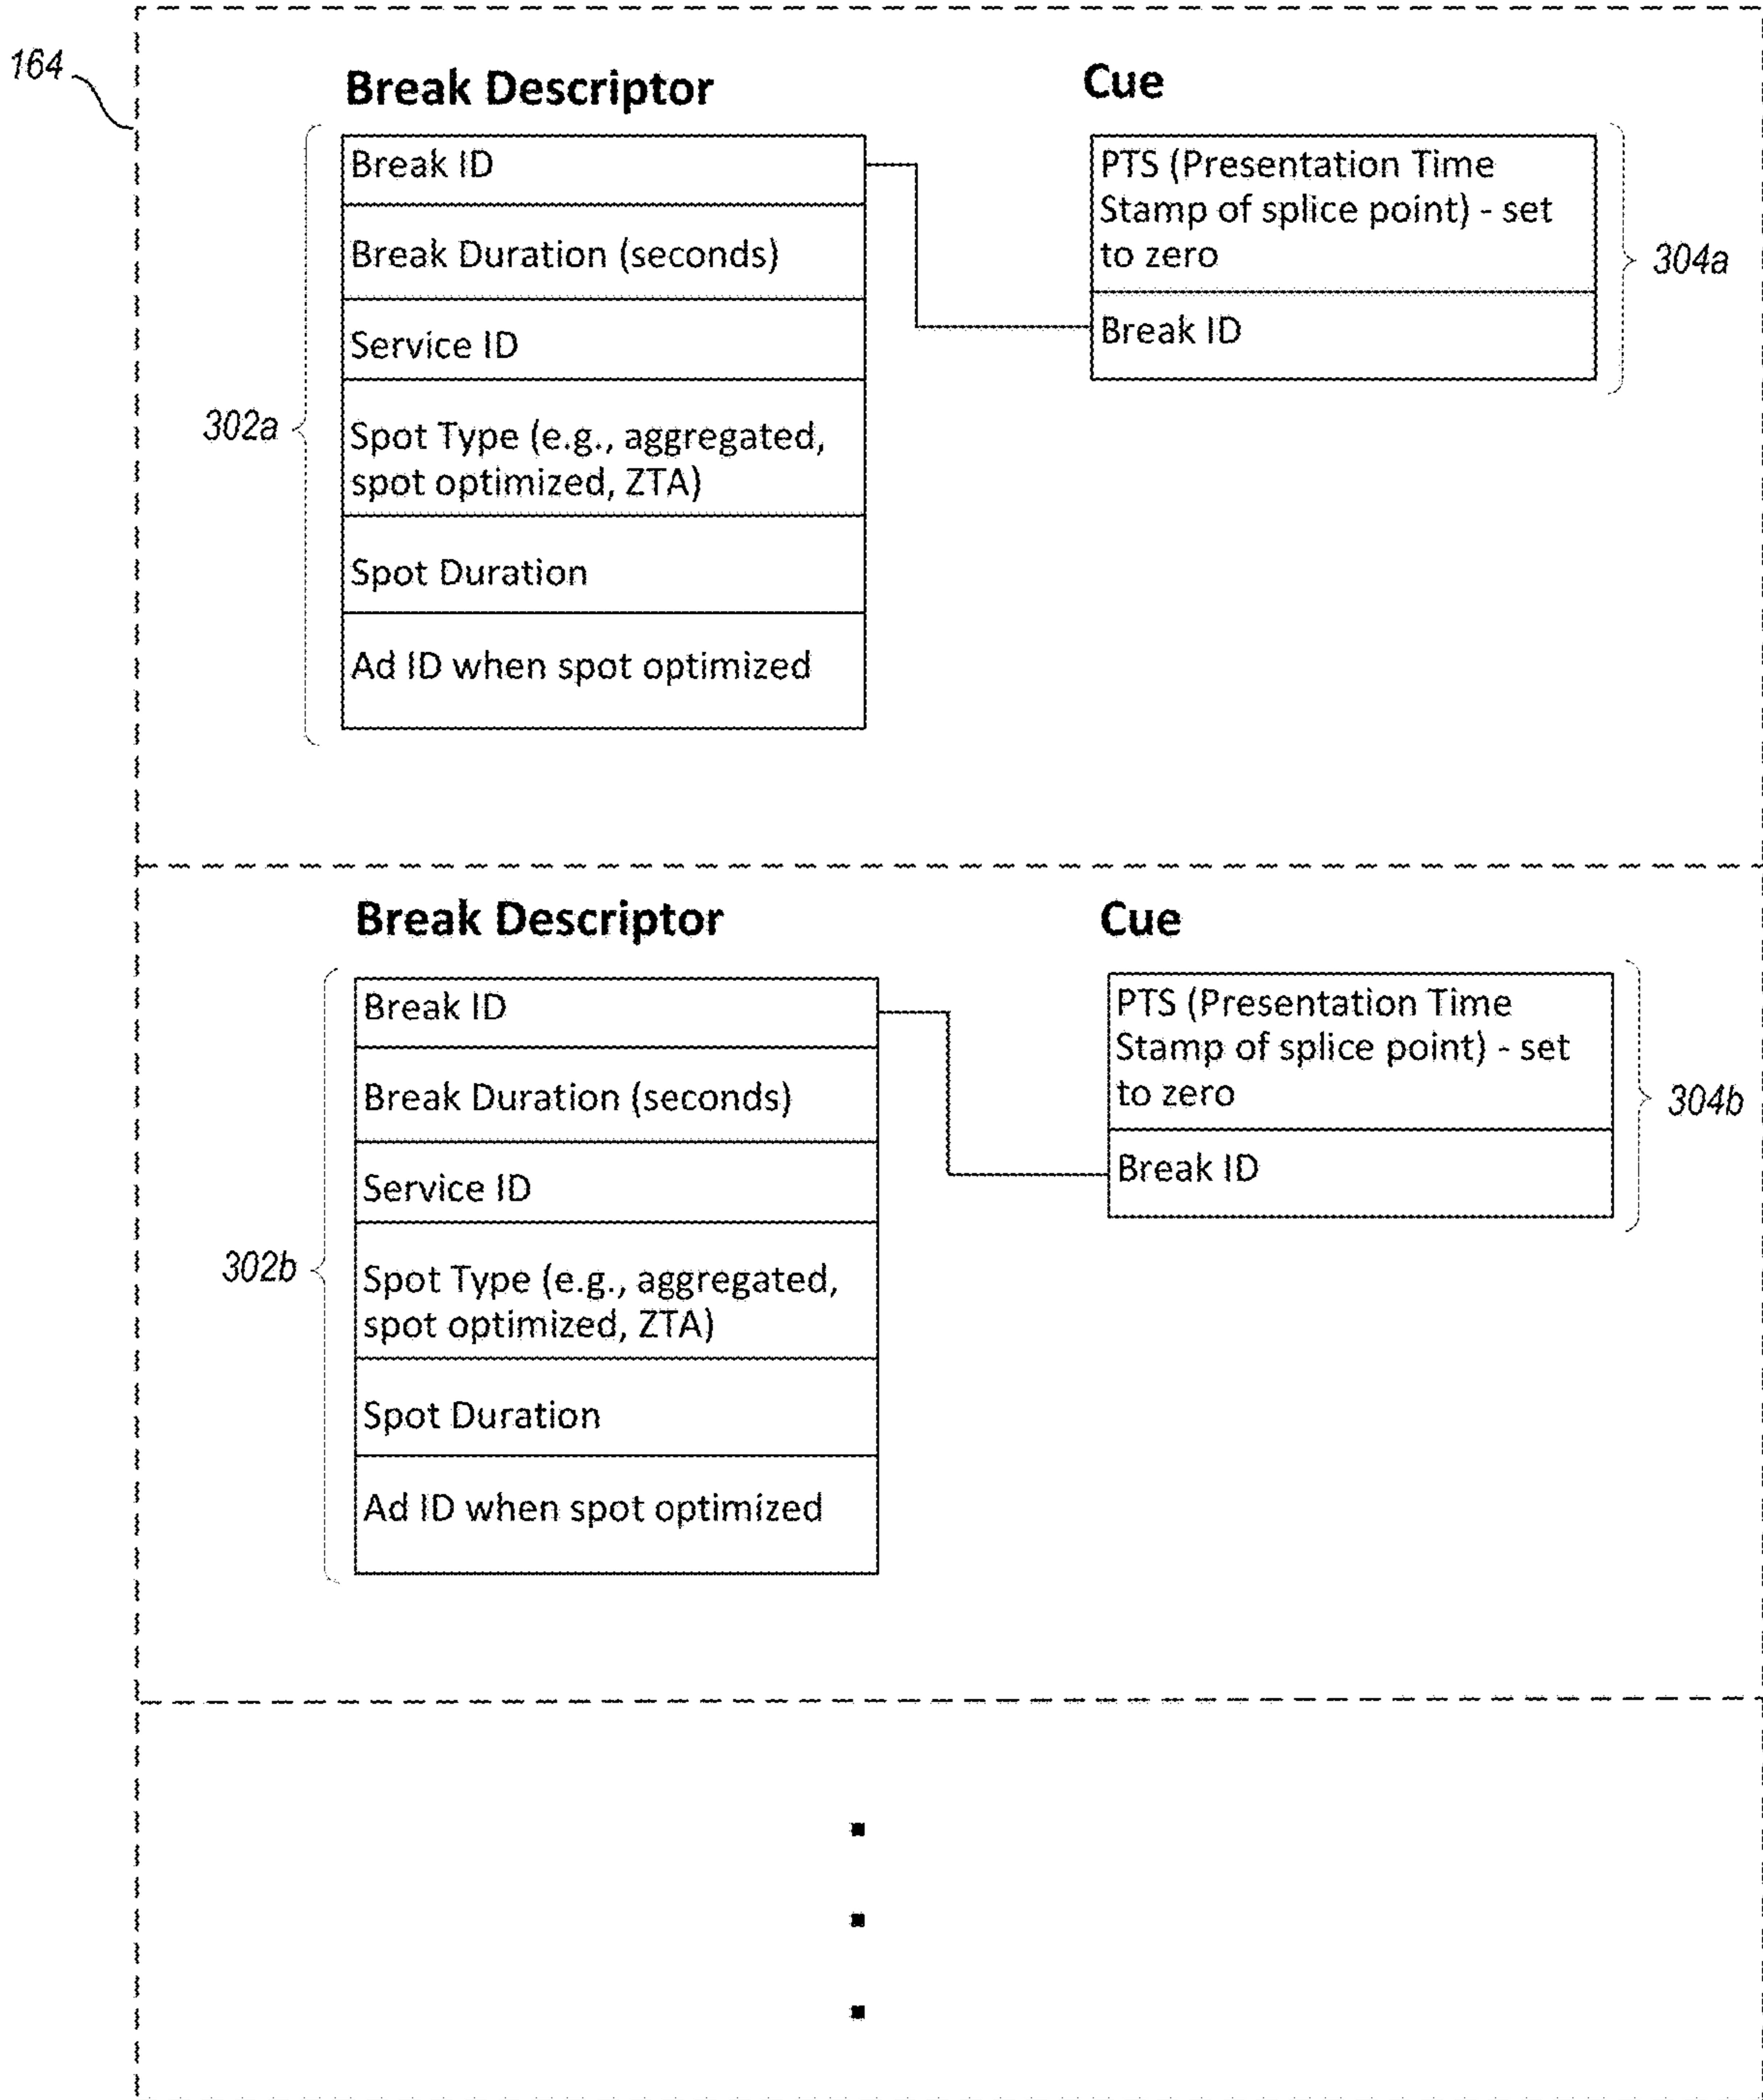 164
Break Descriptor
Cue
302a
Break ID
Break Duration (seconds)
Service ID
Spot Type (e.g., aggregated,
spot optimized, ZTA)
Spot Duration
Ad ID when spot optimized
PTS (Presentation Time
Stamp of splice point) - set
to zero
Break ID
304a
Break Descriptor
Cue
302b
Break ID
Break Duration (seconds)
Service ID
Spot Type (e.g., aggregated,
spot optimized, ZTA)
Spot Duration
Ad ID when spot optimized
PTS (Presentation Time
Stamp of splice point) - set
to zero
Break ID
304b